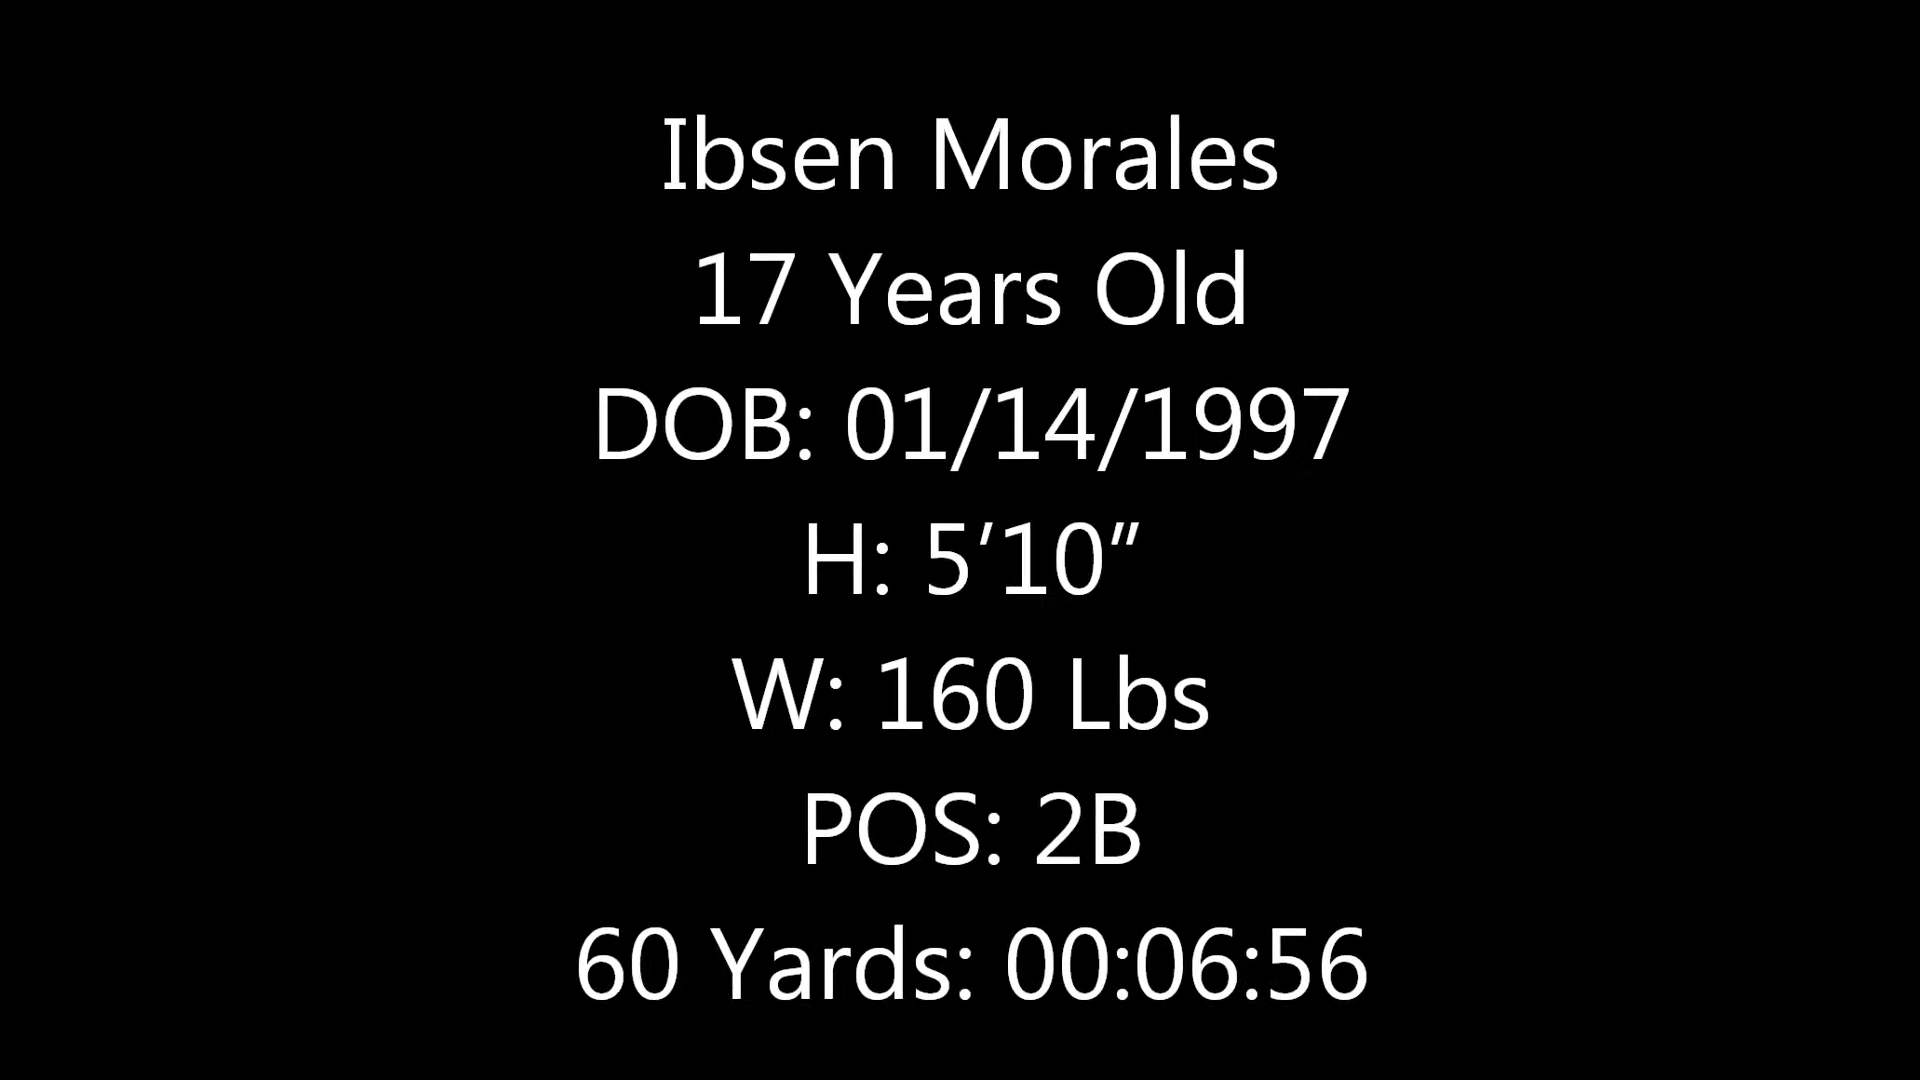 Ibsen Morales
17 Years Old
DOB: 01/14/1997
H: 5’10”
W: 160 Lbs
POS: 2B
60 Yards: 00:06:56